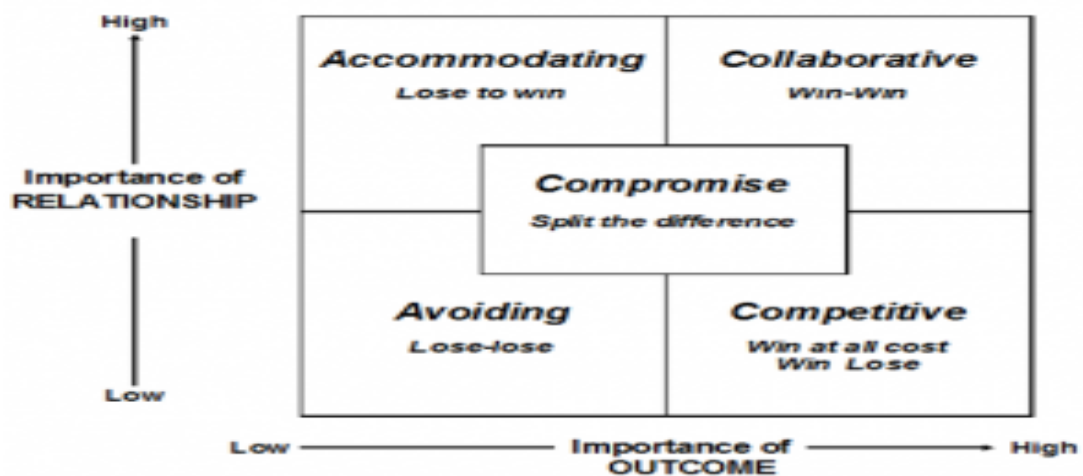 High
Accommodating
Lose to win
Collaborative
Win-Win
Importance of
RELATIONSHIP
Compromise
Split the difference
Avoiding
Lose-lose
Competitive
Win at all cost
Win Lose
Low
Low
Importance of
OUTCOME
High